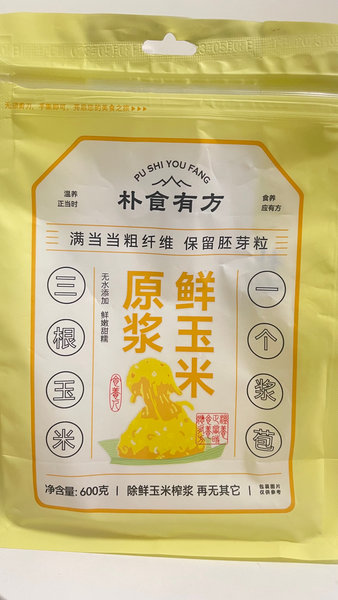 PU SHI YOU FANG
朴食有方
温养
正当时
食养
应有方
满当当粗纤维 保留胚芽粒
鲜玉米
原浆
无水添加 鲜嫩甜糯
一个浆苞
三根玉米
净含量:600克
除鲜玉米榨浆 再无其它
包装图片
仅供参考